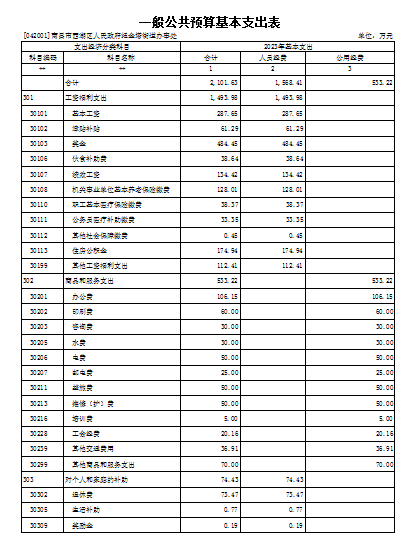 一般公共预算基本支出表
[042001]南昌市西湖区人民政府绳金塔街道办事处 单位：万元
支出经济分类科目 2023年基本支出
科目编码 科目名称 合计 人员经费 公用经费
** ** 1 2 3
合计 2,101.63 1,568.41 533.22
301 工资福利支出 1,493.98 1,493.98
30101 基本工资 287.65 287.65
30102 津贴补贴 61.29 61.29
30103 奖金 484.45 484.45
30106 伙食补助费 38.64 38.64
30107 绩效工资 134.42 134.42
30108 机关事业单位基本养老保险缴费 128.01 128.01
30110 职工基本医疗保险缴费 38.37 38.37
30111 公务员医疗补助缴费 33.35 33.35
30112 其他社会保障缴费 0.45 0.45
30113 住房公积金 174.94 174.94
30199 其他工资福利支出 112.41 112.41
302 商品和服务支出 533.22 533.22
30201 办公费 106.15 106.15
30202 印刷费 60.00 60.00
30203 咨询费 30.00 30.00
30205 水费 30.00 30.00
30206 电费 50.00 50.00
30207 邮电费 25.00 25.00
30211 差旅费 50.00 50.00
30213 维修（护）费 50.00 50.00
30216 培训费 5.00 5.00
30228 工会经费 20.16 20.16
30239 其他交通费用 36.91 36.91
30299 其他商品和服务支出 70.00 70.00
303 对个人和家庭的补助 74.43 74.43
30302 退休费 73.47 73.47
30305 生活补助 0.77 0.77
30309 奖励金 0.19 0.19